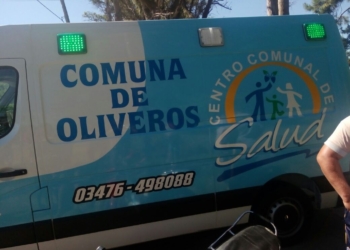 COMUNA
DE
OLIVEROS
03476-498088
CENTRO COMUNAL DE
Salud